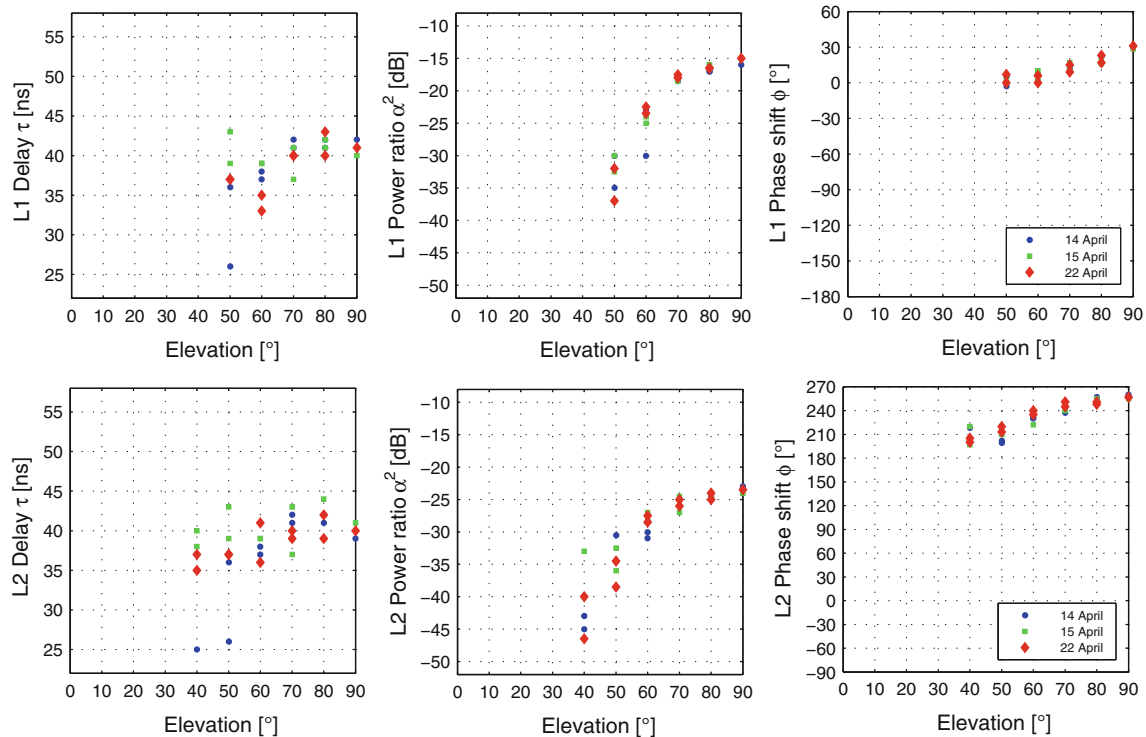 55
50
45
40
35
30
25
0 10 20 30 40 50 60 70 80 90
Elevation [°]
L1 Delay τ [ns]
−10
−15
−20
−25
−30
−35
−40
−45
−50
0 10 20 30 40 50 60 70 80 90
Elevation [°]
L1 Power ratio α² [dB]
60
30
0
−30
−60
−90
−120
−150
−180
0 10 20 30 40 50 60 70 80 90
Elevation [°]
L1 Phase shift ϕ [°]
14 April
15 April
22 April
55
50
45
40
35
30
25
0 10 20 30 40 50 60 70 80 90
Elevation [°]
L2 Delay τ [ns]
−10
−15
−20
−25
−30
−35
−40
−45
−50
0 10 20 30 40 50 60 70 80 90
Elevation [°]
L2 Power ratio α² [dB]
270
240
210
180
150
120
90
60
30
0
−30
−60
−90
0 10 20 30 40 50 60 70 80 90
Elevation [°]
L2 Phase shift ϕ [°]
14 April
15 April
22 April